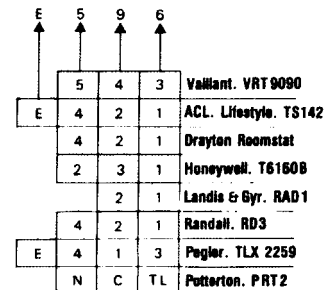 E 5 9 6
5 4 3 Vaillant. VRT9090
E 4 2 1 ACL. Lifestyle. TS142
4 2 1 Drayton Roomstat
2 3 1 Honeywell. T6160B
2 1 Landis & Gyr. RAD1
4 2 1 Randall. RD3
E 4 1 3 Pegler. TLX 2259
N C TL Potterton. PRT2